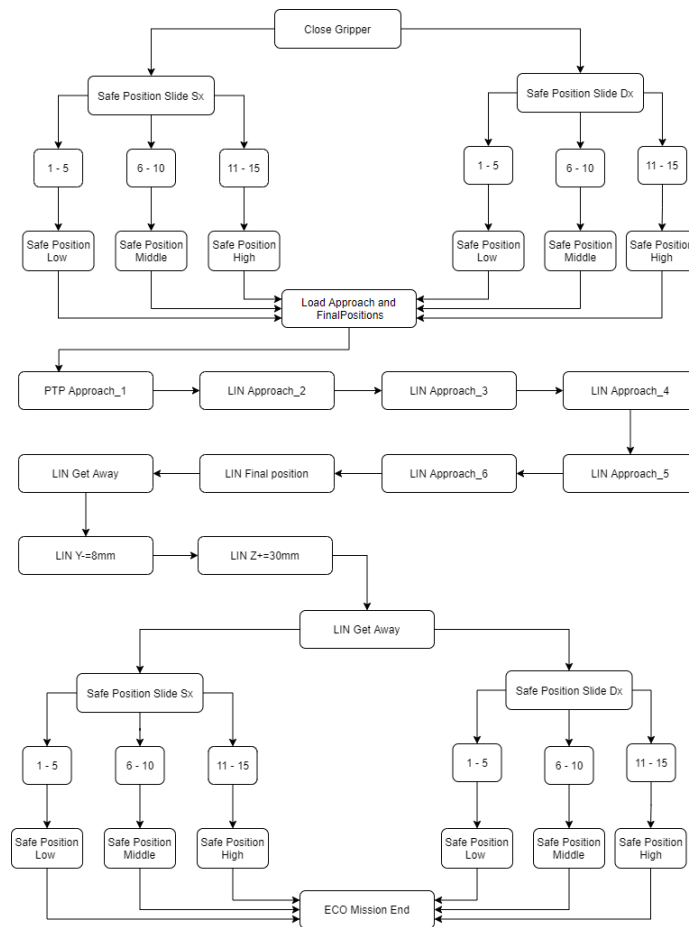 Close Gripper
Safe Position Slide Sx
Safe Position Slide Dx
1 - 5
6 - 10
11 - 15
1 - 5
6 - 10
11 - 15
Safe Position
Low
Safe Position
Middle
Safe Position
High
Safe Position
Low
Safe Position
Middle
Safe Position
High
Load Approach and
FinalPositions
PTP Approach_1
LIN Approach_2
LIN Approach_3
LIN Approach_4
LIN Get Away
LIN Final position
LIN Approach_6
LIN Approach_5
LIN Y-=8mm
LIN Z+=30mm
LIN Get Away
Safe Position Slide Sx
Safe Position Slide Dx
1 - 5
6 - 10
11 - 15
1 - 5
6 - 10
11 - 15
Safe Position
Low
Safe Position
Middle
Safe Position
High
Safe Position
Low
Safe Position
Middle
Safe Position
High
ECO Mission End